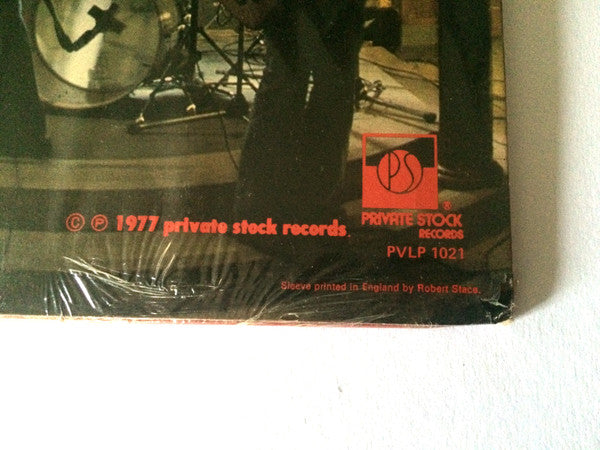 PS
PRIVATE STOCK
®
RECORDS
© ℗ 1977 private stock records.
PVLP 1021
Sleeve printed in England by Robert Stace.